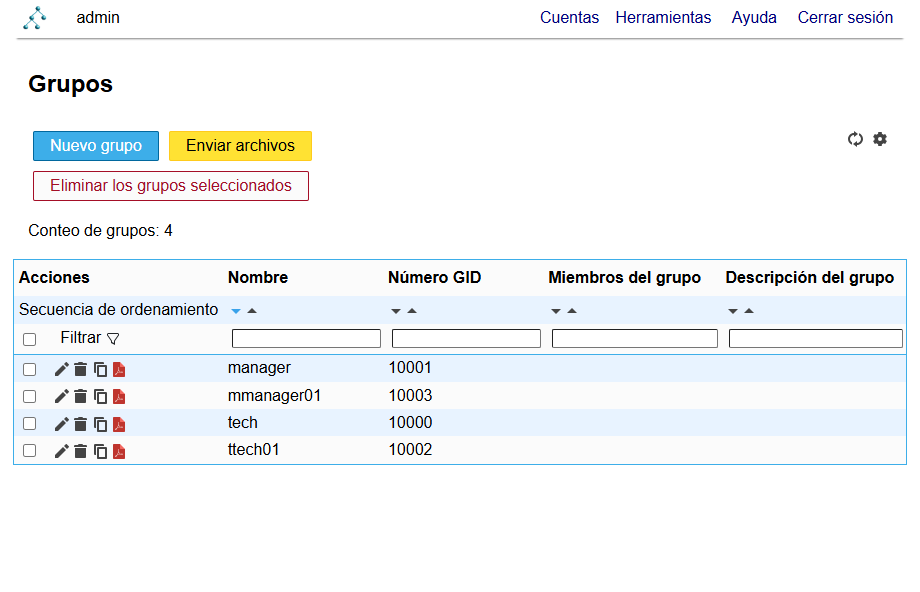 admin Cuentas Herramientas Ayuda Cerrar sesión
Grupos
Nuevo grupo Enviar archivos
Eliminar los grupos seleccionados
Conteo de grupos: 4
Acciones Nombre Número GID Miembros del grupo Descripción del grupo
Secuencia de ordenamiento
Filtrar
manager 10001
mmanager01 10003
tech 10000
ttech01 10002